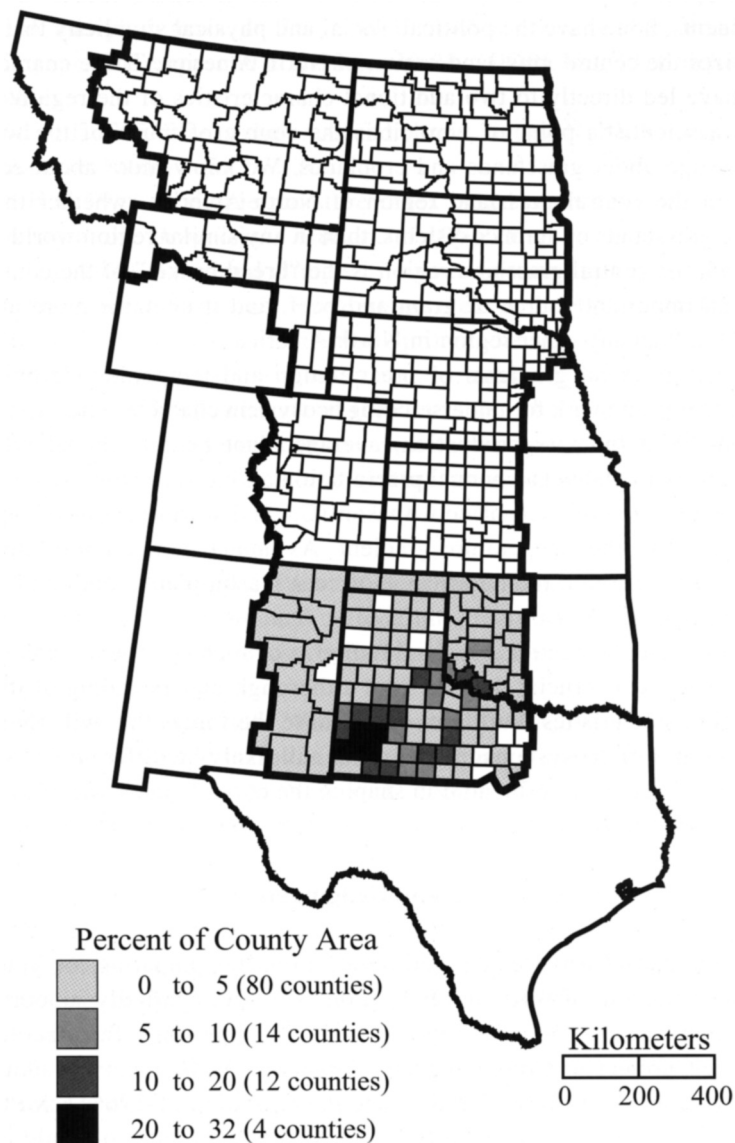 Percent of County Area
0 to 5 (80 counties)
5 to 10 (14 counties)
10 to 20 (12 counties)
20 to 32 (4 counties)
Kilometers
0 200 400